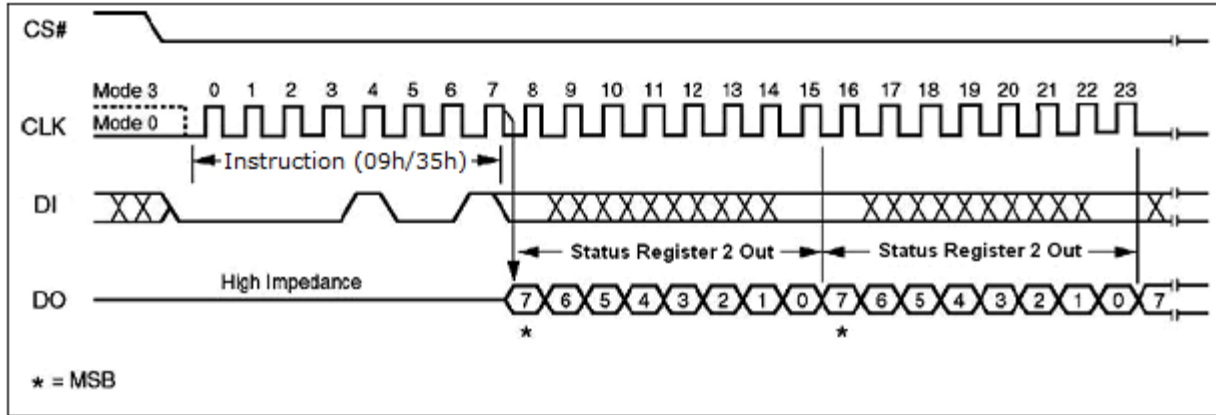 CS#
Mode 3 0 1 2 3 4 5 6 7 8 9 10 11 12 13 14 15 16 17 18 19 20 21 22 23
CLK Mode 0
Instruction (09h/35h)
DI
Status Register 2 Out Status Register 2 Out
High Impedance
DO 7 6 5 4 3 2 1 0 7 6 5 4 3 2 1 0 7
* *
* = MSB